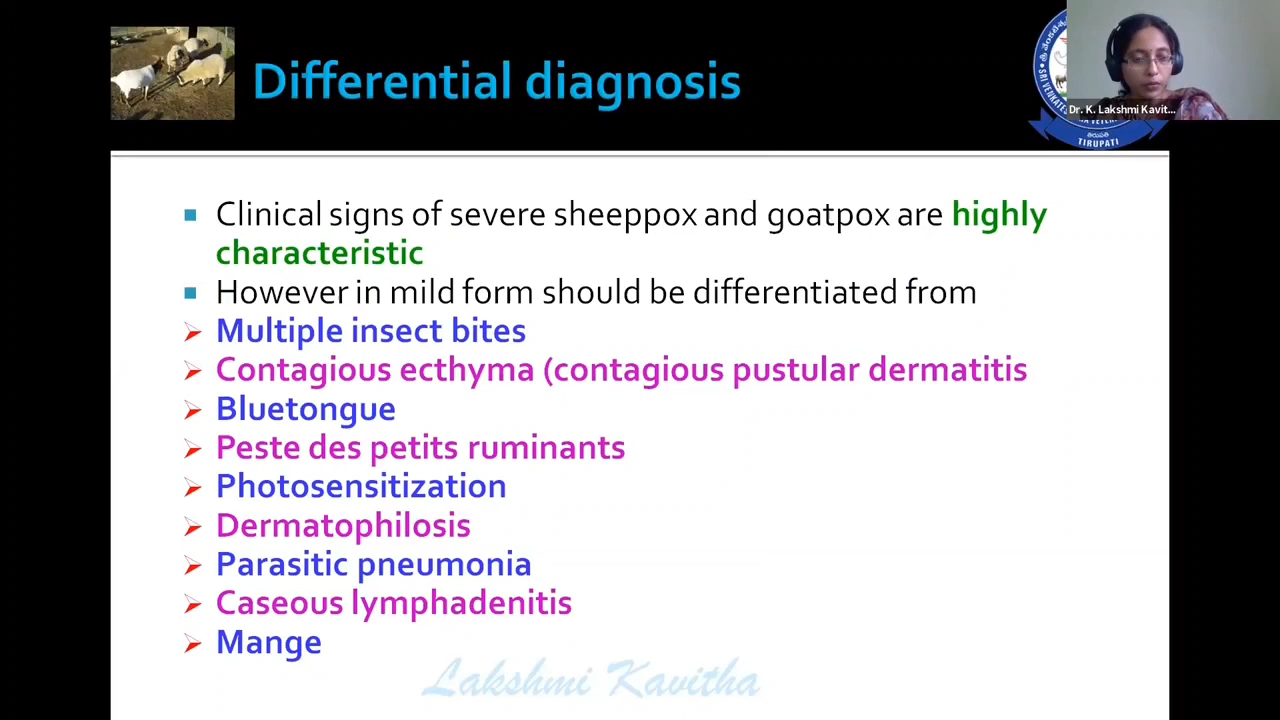 Differential diagnosis
Dr. K. Lakshmi Kavit...
TIRUPATI
Clinical signs of severe sheeppox and goatpox are highly
characteristic
However in mild form should be differentiated from
Multiple insect bites
Contagious ecthyma (contagious pustular dermatitis
Bluetongue
Peste des petits ruminants
Photosensitization
Dermatophilosis
Parasitic pneumonia
Caseous lymphadenitis
Mange
Lakshmi Kavitha